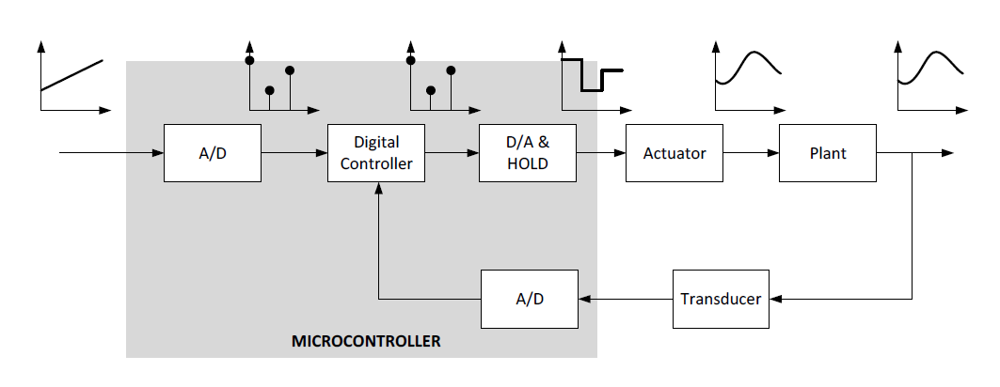 A/D
Digital
Controller
D/A &
HOLD
Actuator
Plant
A/D
Transducer
MICROCONTROLLER